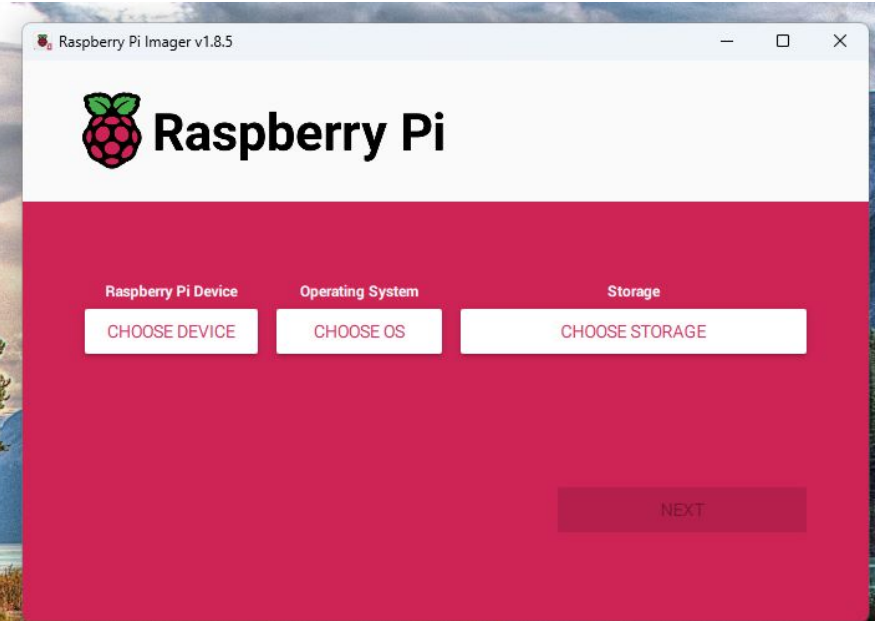 Raspberry Pi Imager v1.8.5
Raspberry Pi
Raspberry Pi Device Operating System Storage
CHOOSE DEVICE CHOOSE OS CHOOSE STORAGE
NEXT